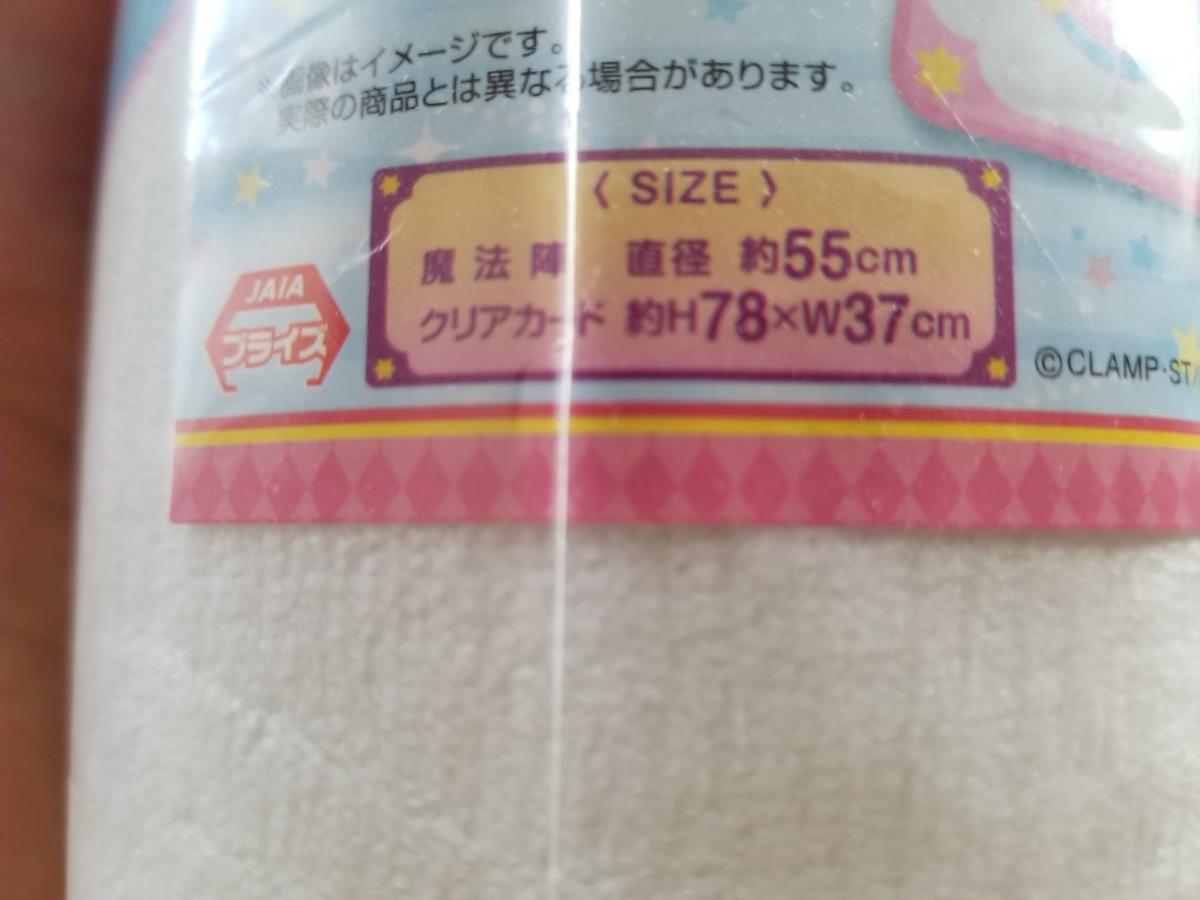 ※画像はイメージです。
実際の商品とは異なる場合があります。
〈 SIZE 〉
魔法陣 直径 約55cm
クリアカード 約H78×W37cm
JAIA
プライズ
©CLAMP·ST/